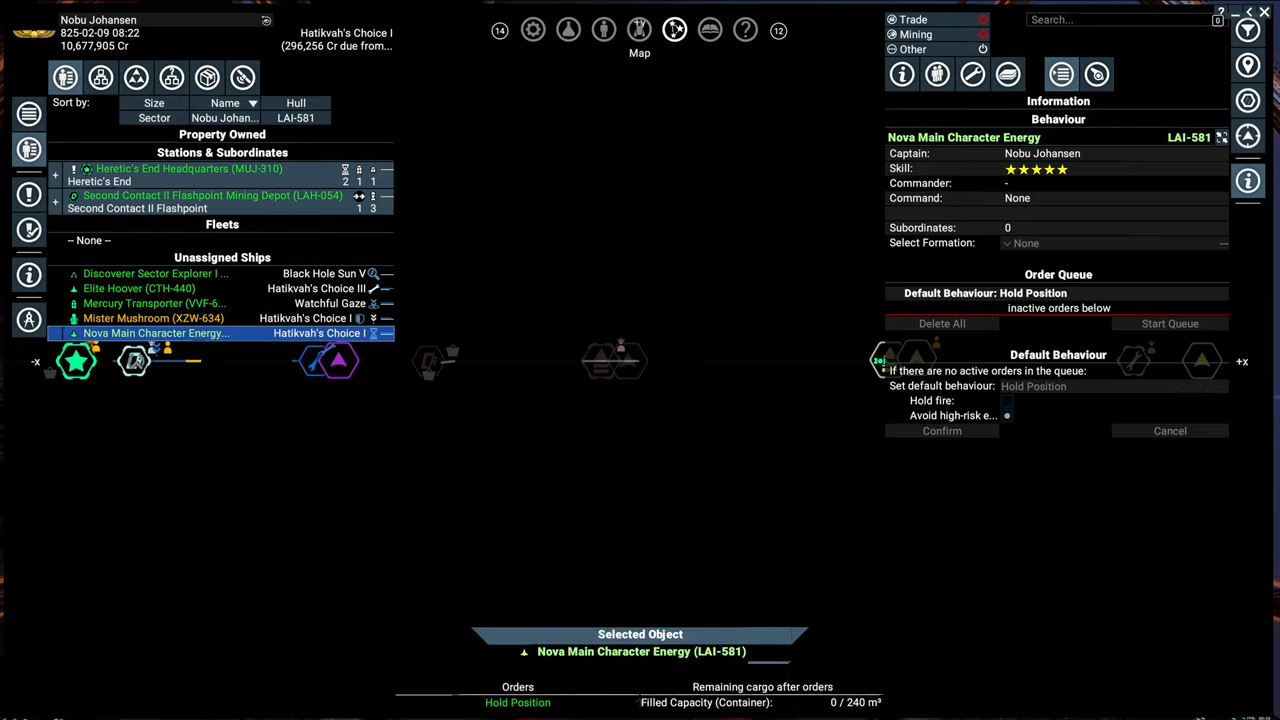 Nobu Johansen
825-02-09 08:22
Hatikvah's Choice I
10,677,905 Cr
(296,256 Cr due from...
14
12
Map
Sort by:
Size
Name
Hull
Sector
Nobu Johan...
LAI-581
Property Owned
Stations & Subordinates
Heretic's End Headquarters (MUJ-310)
Heretic's End
2 1 1
Second Contact II Flashpoint Mining Depot (LAH-054)
Second Contact II Flashpoint
1 3
Fleets
-- None --
Unassigned Ships
Discoverer Sector Explorer I ...
Black Hole Sun V
Elite Hoover (CTH-440)
Hatikvah's Choice III
Mercury Transporter (VVF-6...
Watchful Gaze
Mister Mushroom (XZW-634)
Hatikvah's Choice I
Nova Main Character Energy...
Hatikvah's Choice I
-X
+X
Selected Object
Nova Main Character Energy (LAI-581)
Orders
Remaining cargo after orders
Hold Position
Filled Capacity (Container):
0 / 240 m³
Trade
Mining
Other
Search...
0
?
Information
Behaviour
Nova Main Character Energy
LAI-581
Captain:
Nobu Johansen
Skill:
★★★★★
Commander:
-
Command:
None
Subordinates:
0
Select Formation:
None
Order Queue
Default Behaviour: Hold Position
inactive orders below
Delete All
Start Queue
Default Behaviour
If there are no active orders in the queue:
Set default behaviour:
Hold Position
Hold fire:
Avoid high-risk e...
Confirm
Cancel